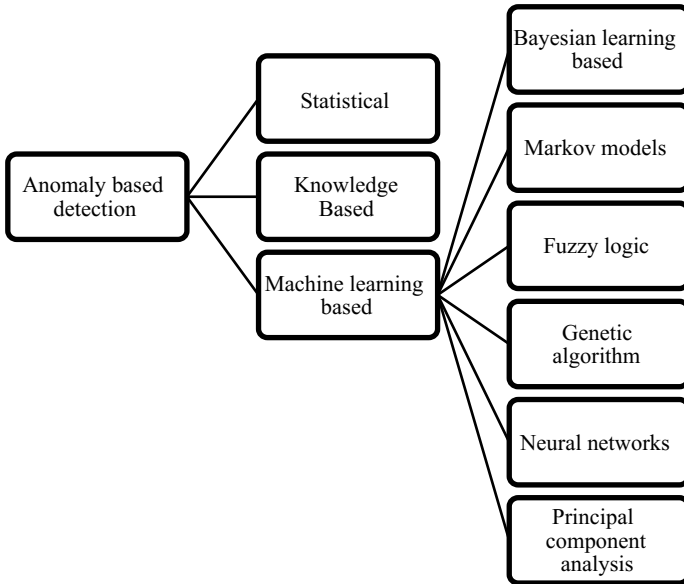 Anomaly based
detection
Statistical
Knowledge
Based
Machine learning
based
Bayesian learning
based
Markov models
Fuzzy logic
Genetic
algorithm
Neural networks
Principal
component
analysis